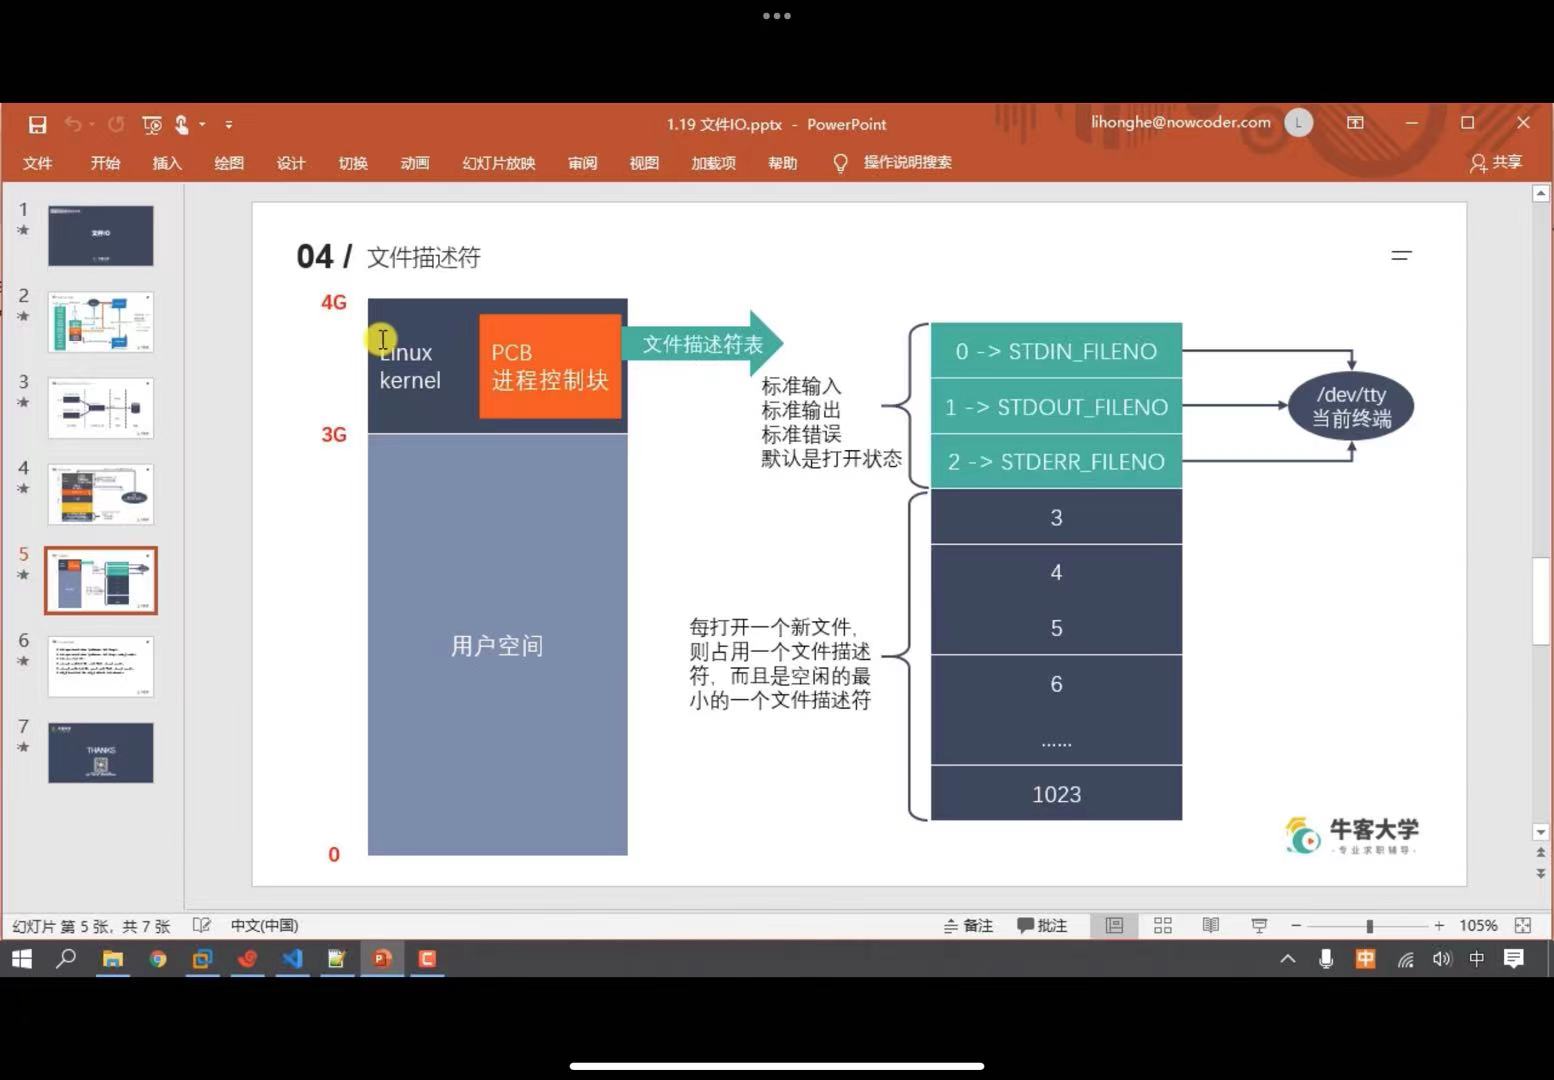 1.19 文件IO.pptx - PowerPoint
lihonghe@nowcoder.com
L
文件 开始 插入 绘图 设计 切换 动画 幻灯片放映 审阅 视图 加载项 帮助 操作说明搜索
共享
1
文件IO
2
3
4
5
6
7
THANKS
04 / 文件描述符
4G
Linux
kernel
PCB
进程控制块
文件描述符表
3G
用户空间
0
标准输入
标准输出
标准错误
默认是打开状态
0 -> STDIN_FILENO
1 -> STDOUT_FILENO
2 -> STDERR_FILENO
/dev/tty
当前终端
每打开一个新文件，
则占用一个文件描述
符，而且是空闲的最
小的一个文件描述符
3
4
5
6
......
1023
牛客大学
·专业求职辅导·
幻灯片 第 5 张，共 7 张 中文(中国)
备注 批注
105%
中 中